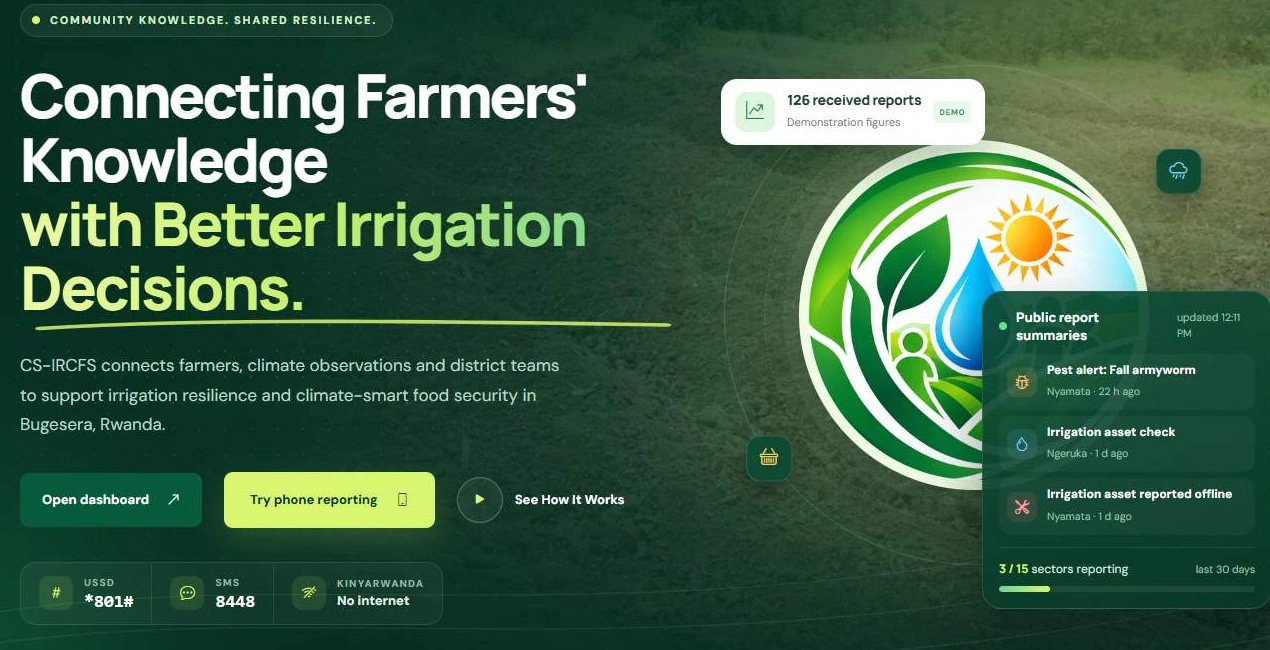 COMMUNITY KNOWLEDGE. SHARED RESILIENCE.
Connecting Farmers'
Knowledge
with Better Irrigation
Decisions.
CS-IRCFS connects farmers, climate observations and district teams
to support irrigation resilience and climate-smart food security in
Bugesera, Rwanda.
Open dashboard
Try phone reporting
See How It Works
USSD
*801#
SMS
8448
KINYARWANDA
No internet
126 received reports
Demonstration figures
DEMO
Public report
summaries
updated 12:11
PM
Pest alert: Fall armyworm
Nyamata · 22 h ago
Irrigation asset check
Ngeruka · 1 d ago
Irrigation asset reported offline
Nyamata · 1 d ago
3 / 15 sectors reporting
last 30 days